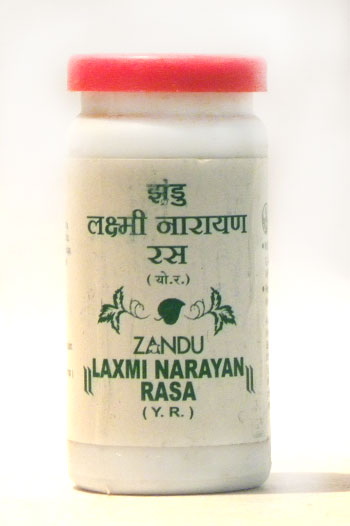 झंडु
लक्ष्मी नारायण
रस
(यो.र.)
ZANDU
LAXMI NARAYAN
RASA
(Y. R.)